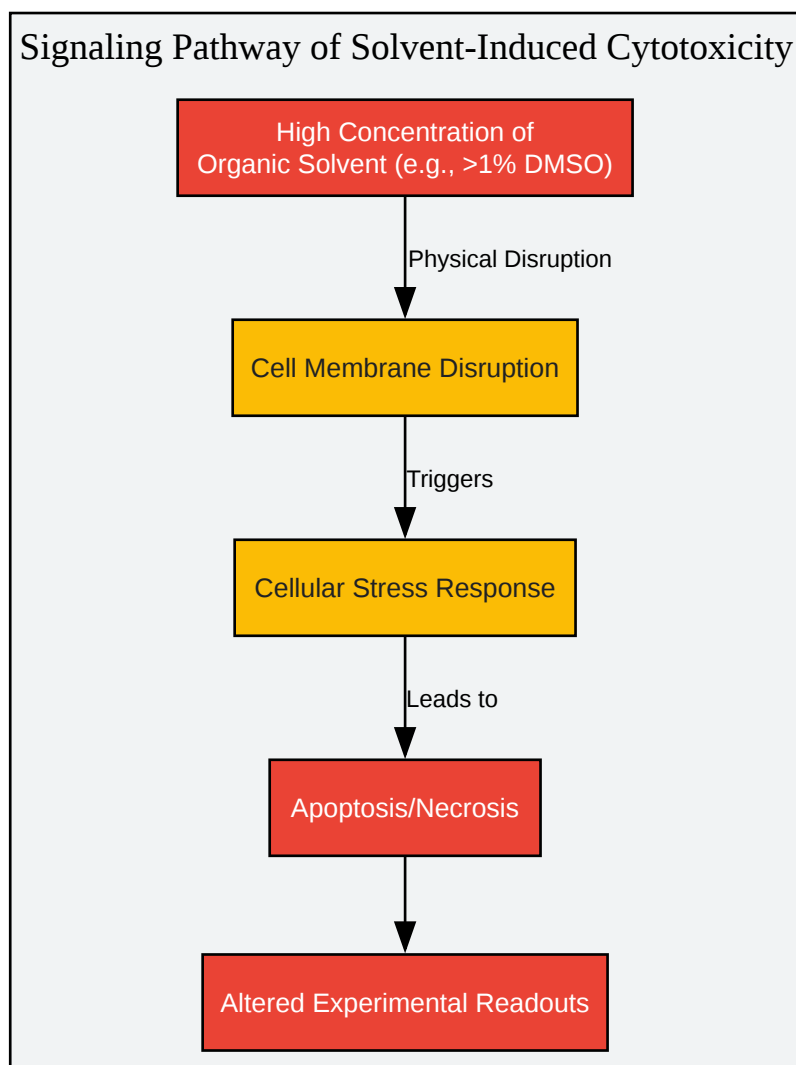 Signaling Pathway of Solvent-Induced Cytotoxicity
High Concentration of
Organic Solvent (e.g., >1% DMSO)
Physical Disruption
Cell Membrane Disruption
Triggers
Cellular Stress Response
Leads to
Apoptosis/Necrosis
Altered Experimental Readouts